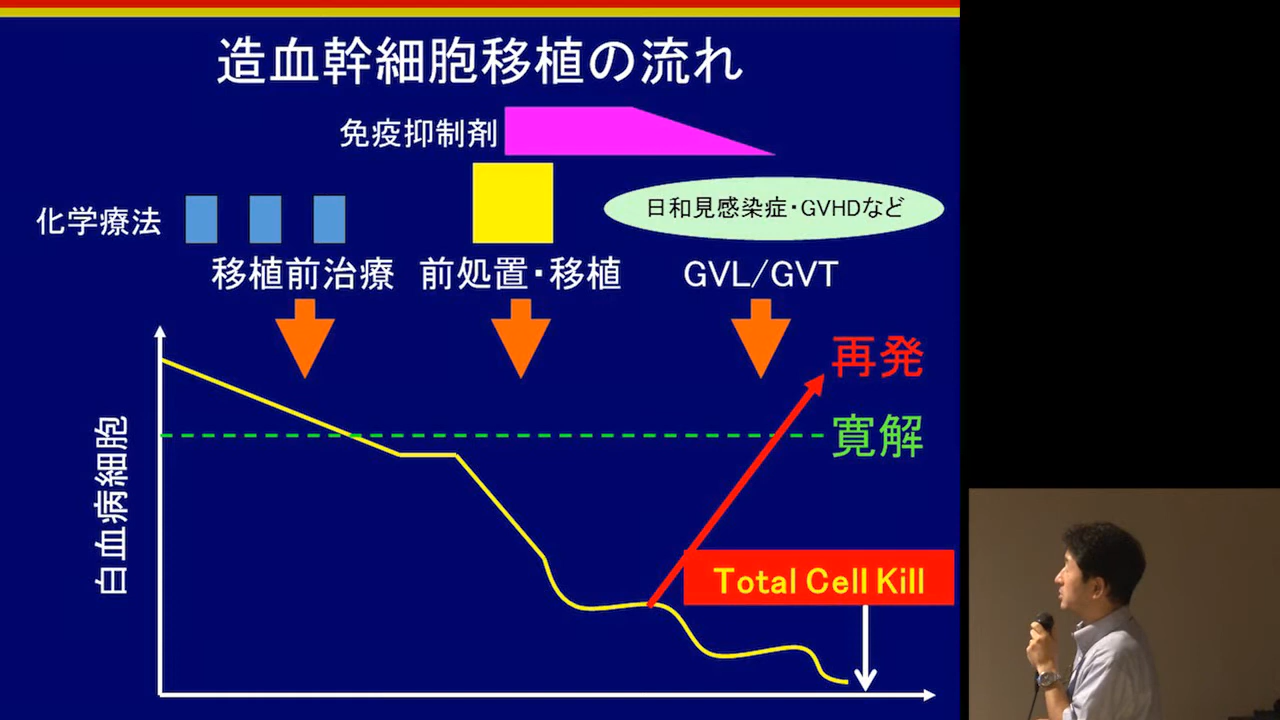 造血幹細胞移植の流れ
免疫抑制剤
化学療法
日和見感染症・GVHDなど
移植前治療
前処置・移植
GVL/GVT
再発
寛解
白血病細胞
Total Cell Kill